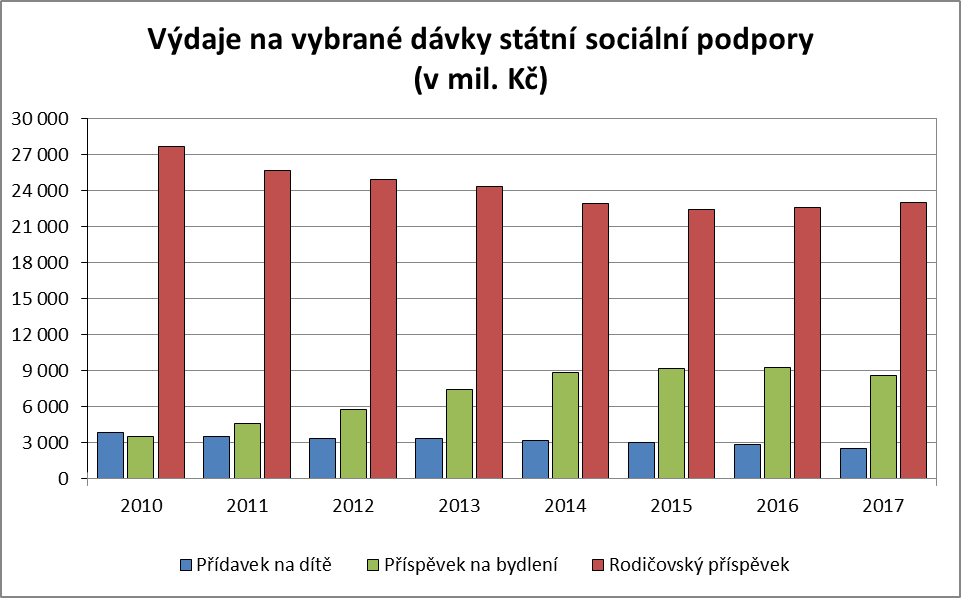 Výdaje na vybrané dávky státní sociální podpory
(v mil. Kč)
30 000
27 000
24 000
21 000
18 000
15 000
12 000
9 000
6 000
3 000
0
2010 2011 2012 2013 2014 2015 2016 2017
Přídavek na dítě Příspěvek na bydlení Rodičovský příspěvek